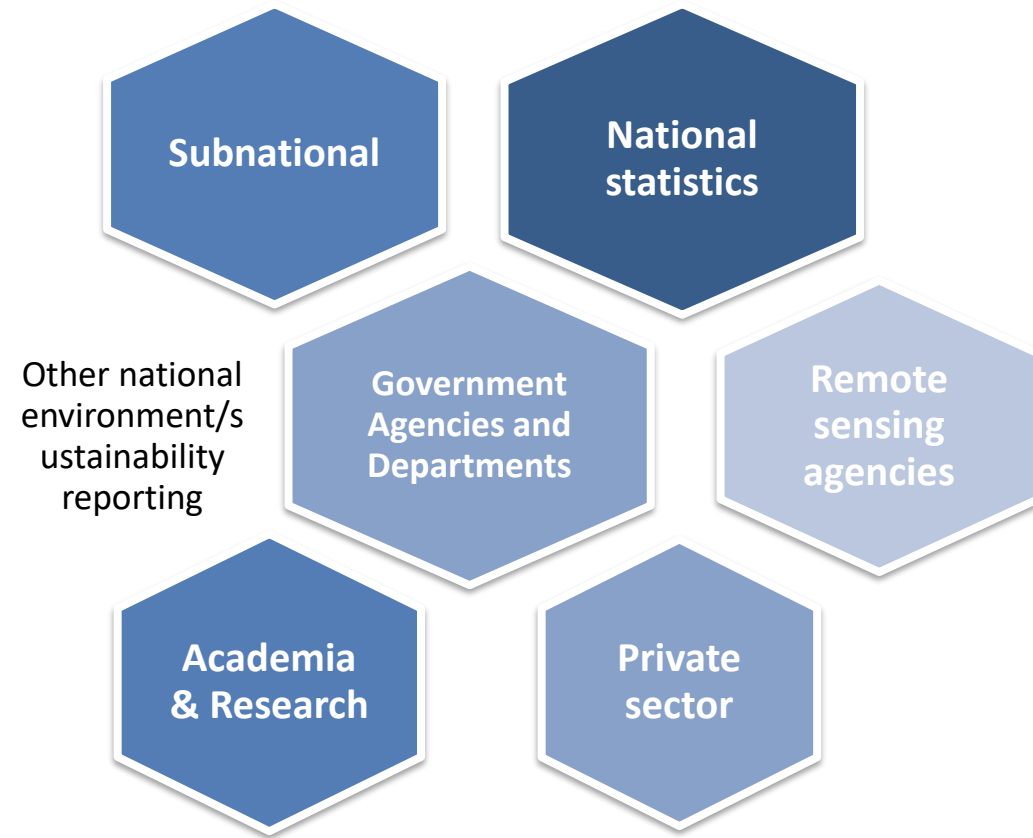 Subnational
National
statistics
Other national
environment/s
ustainability
reporting
Government
Agencies and
Departments
Remote
sensing
agencies
Academia
& Research
Private
sector